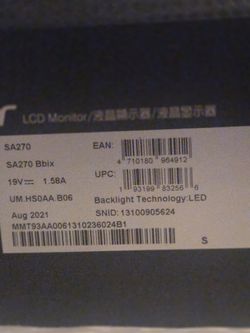 r
LCD Monitor/液晶顯示器/液晶显示器
SA270
EAN:
4 710180 964912
SA270 Bbix
19V⎓ 1.58A
UPC:
1 93199 83256 6
UM.HS0AA.B06
Backlight Technology:LED
Aug 2021
SNID: 13100905624
MMT93AA0061310236024B1
S